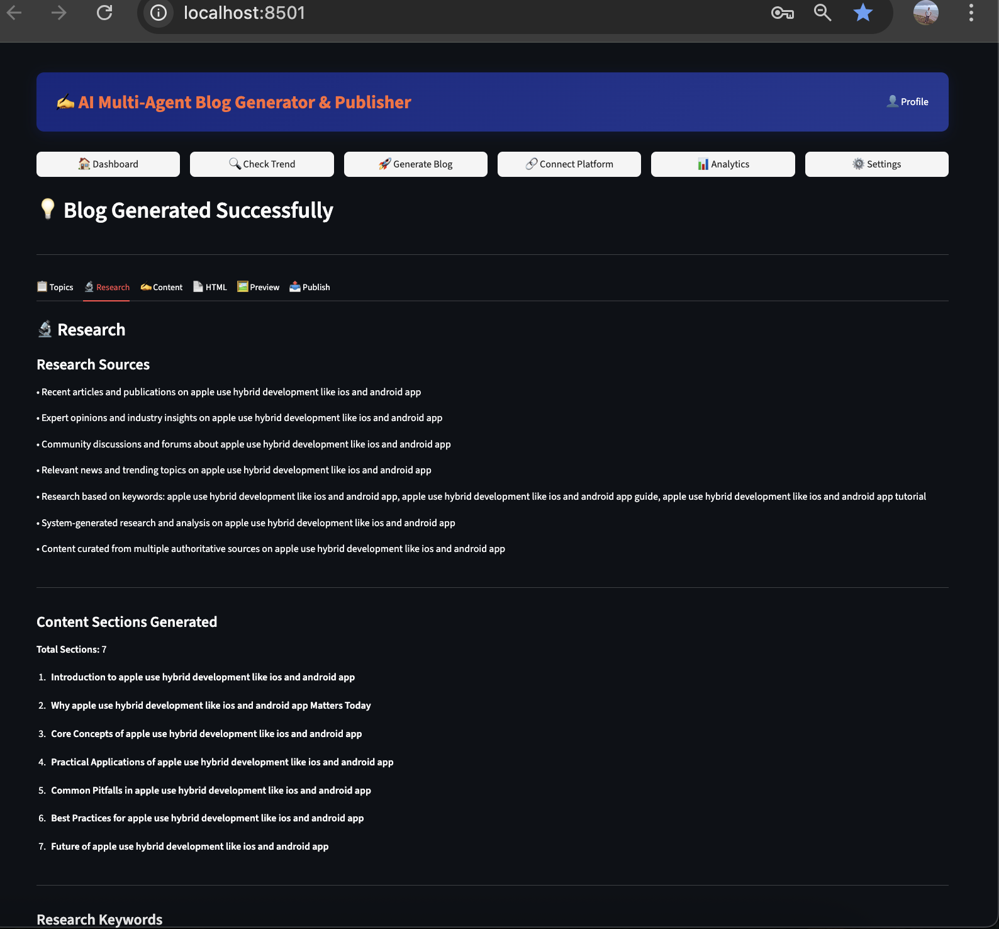 localhost:8501
AI Multi-Agent Blog Generator & Publisher
Profile
Dashboard
Check Trend
Generate Blog
Connect Platform
Analytics
Settings
Blog Generated Successfully
Topics
Research
Content
HTML
Preview
Publish
Research
Research Sources
• Recent articles and publications on apple use hybrid development like ios and android app
• Expert opinions and industry insights on apple use hybrid development like ios and android app
• Community discussions and forums about apple use hybrid development like ios and android app
• Relevant news and trending topics on apple use hybrid development like ios and android app
• Research based on keywords: apple use hybrid development like ios and android app, apple use hybrid development like ios and android app guide, apple use hybrid development like ios and android app tutorial
• System-generated research and analysis on apple use hybrid development like ios and android app
• Content curated from multiple authoritative sources on apple use hybrid development like ios and android app
Content Sections Generated
Total Sections: 7
1. Introduction to apple use hybrid development like ios and android app
2. Why apple use hybrid development like ios and android app Matters Today
3. Core Concepts of apple use hybrid development like ios and android app
4. Practical Applications of apple use hybrid development like ios and android app
5. Common Pitfalls in apple use hybrid development like ios and android app
6. Best Practices for apple use hybrid development like ios and android app
7. Future of apple use hybrid development like ios and android app
Research Keywords